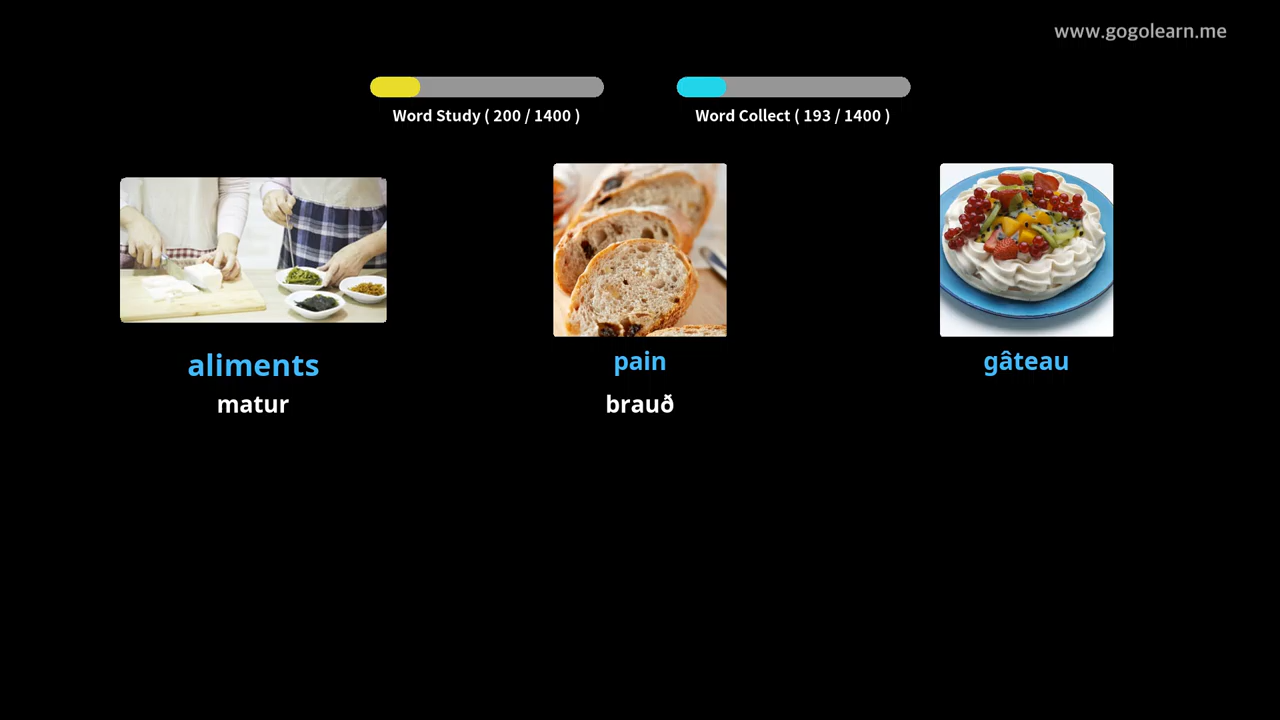 www.gogolearn.me
Word Study ( 200 / 1400 )
Word Collect ( 193 / 1400 )
aliments
matur
pain
brauð
gâteau